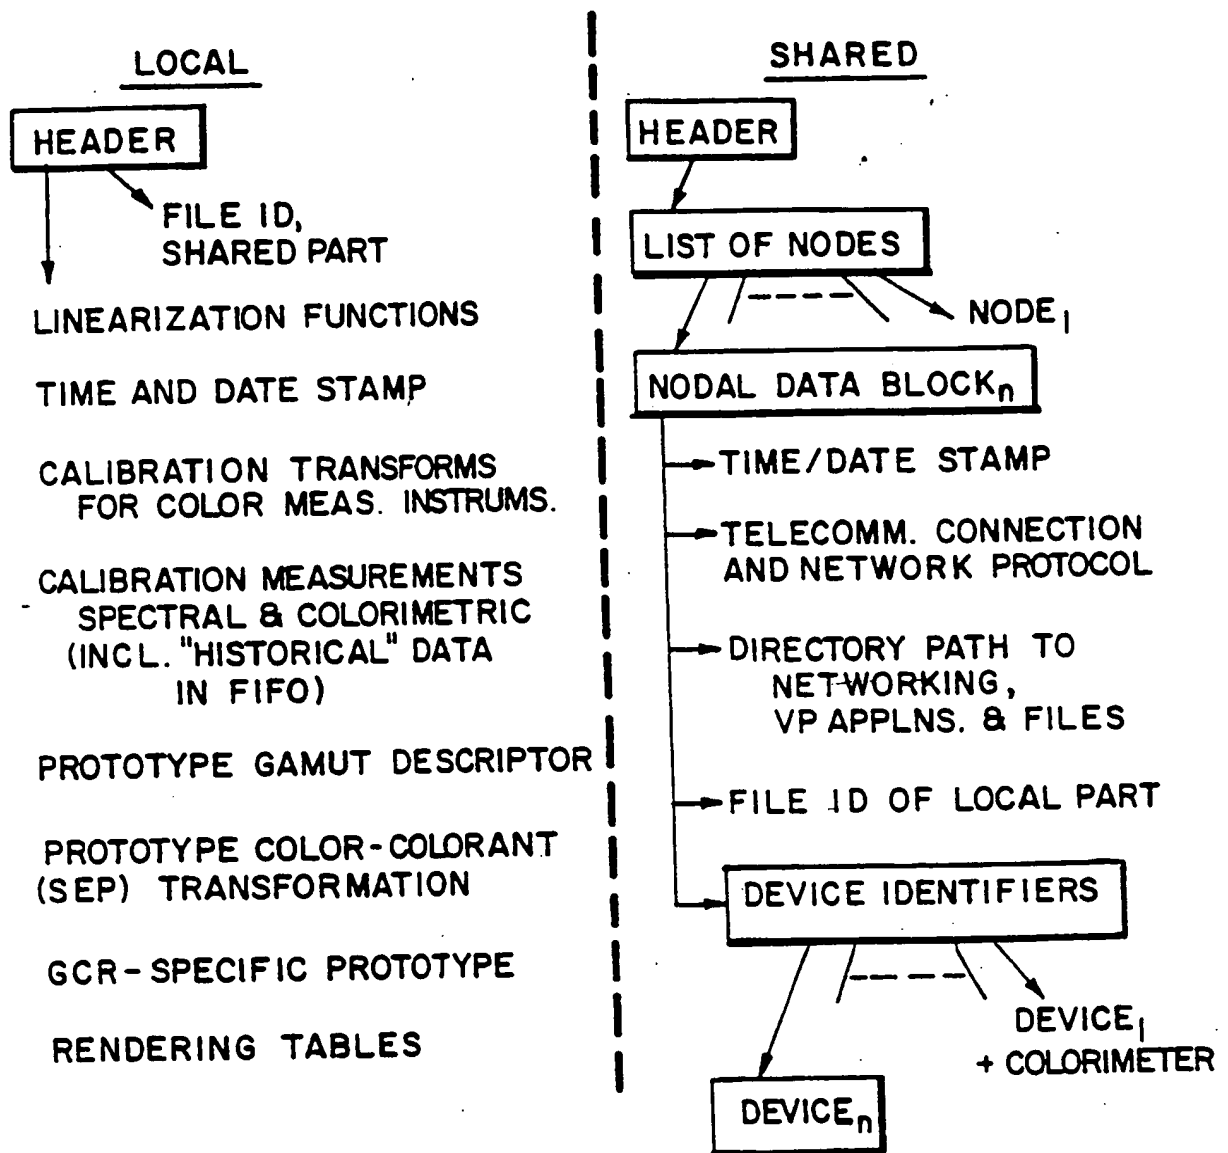 LOCAL
HEADER
FILE ID,
SHARED PART
LINEARIZATION FUNCTIONS
TIME AND DATE STAMP
CALIBRATION TRANSFORMS
FOR COLOR MEAS. INSTRUMS.
CALIBRATION MEASUREMENTS
SPECTRAL & COLORIMETRIC
(INCL. "HISTORICAL" DATA
IN FIFO)
PROTOTYPE GAMUT DESCRIPTOR
PROTOTYPE COLOR-COLORANT
(SEP) TRANSFORMATION
GCR-SPECIFIC PROTOTYPE
RENDERING TABLES
SHARED
HEADER
LIST OF NODES
NODE1
NODAL DATA BLOCKn
TIME/DATE STAMP
TELECOMM. CONNECTION
AND NETWORK PROTOCOL
DIRECTORY PATH TO
NETWORKING,
VP APPLNS. & FILES
FILE ID OF LOCAL PART
DEVICE IDENTIFIERS
DEVICE1
+ COLORIMETER
DEVICEn